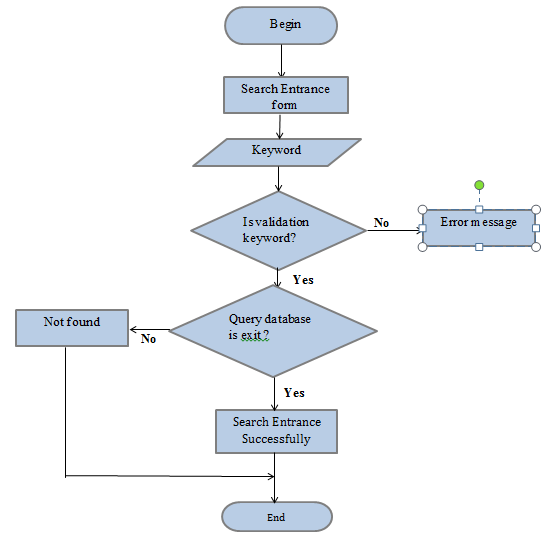 Begin
Search Entrance
form
Keyword
Is validation
keyword?
No
Error message
Yes
Query database
is exit.?
No
Not found
Yes
Search Entrance
Successfully
End